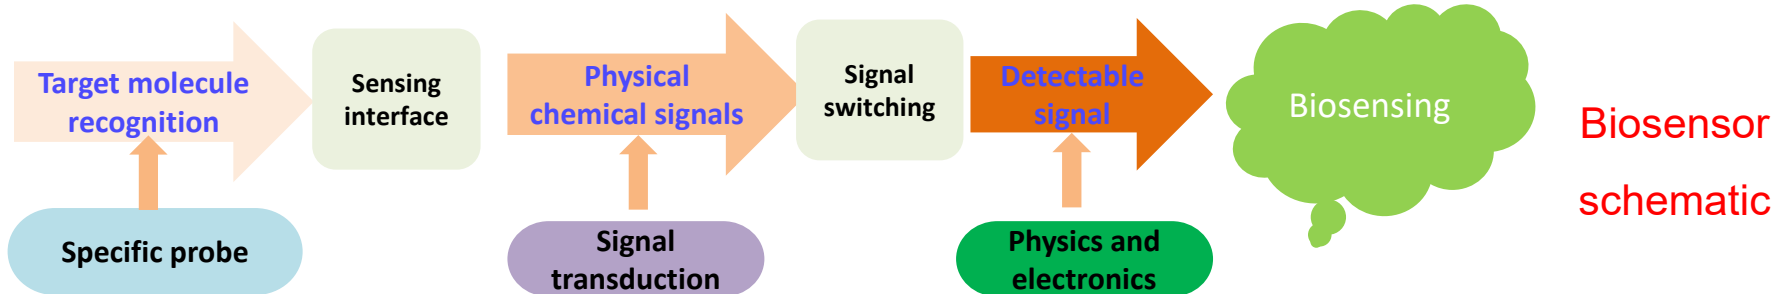 Target molecule
recognition
Sensing
interface
Physical
chemical signals
Signal
switching
Detectable
signal
Biosensing
Biosensor
schematic
Specific probe
Signal
transduction
Physics and
electronics